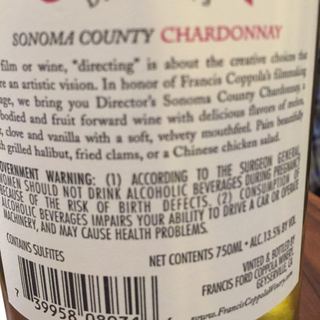 SONOMA COUNTY CHARDONNAY
film or wine, "directing" is about the creative choices that
re an artistic vision. In honor of Francis Coppola's filmmaking
age, we bring you Director's Sonoma County Chardonnay, a
bodied and fruit forward wine with delicious flavors of melon,
, clove and vanilla with a soft, velvety mouthfeel. Pairs beautifully
h grilled halibut, fried clams, or a Chinese chicken salad.
GOVERNMENT WARNING: (1) ACCORDING TO THE SURGEON GENERAL,
WOMEN SHOULD NOT DRINK ALCOHOLIC BEVERAGES DURING PREGNANCY
BECAUSE OF THE RISK OF BIRTH DEFECTS. (2) CONSUMPTION OF
ALCOHOLIC BEVERAGES IMPAIRS YOUR ABILITY TO DRIVE A CAR OR OPERATE
MACHINERY, AND MAY CAUSE HEALTH PROBLEMS.
CONTAINS SULFITES
NET CONTENTS 750ML • ALC.13.5% BY VOL
VINTED & BOTTLED BY
FRANCIS FORD COPPOLA WINERY,
GEYSERVILLE,
www.FrancisCoppolaWinery
7 39958